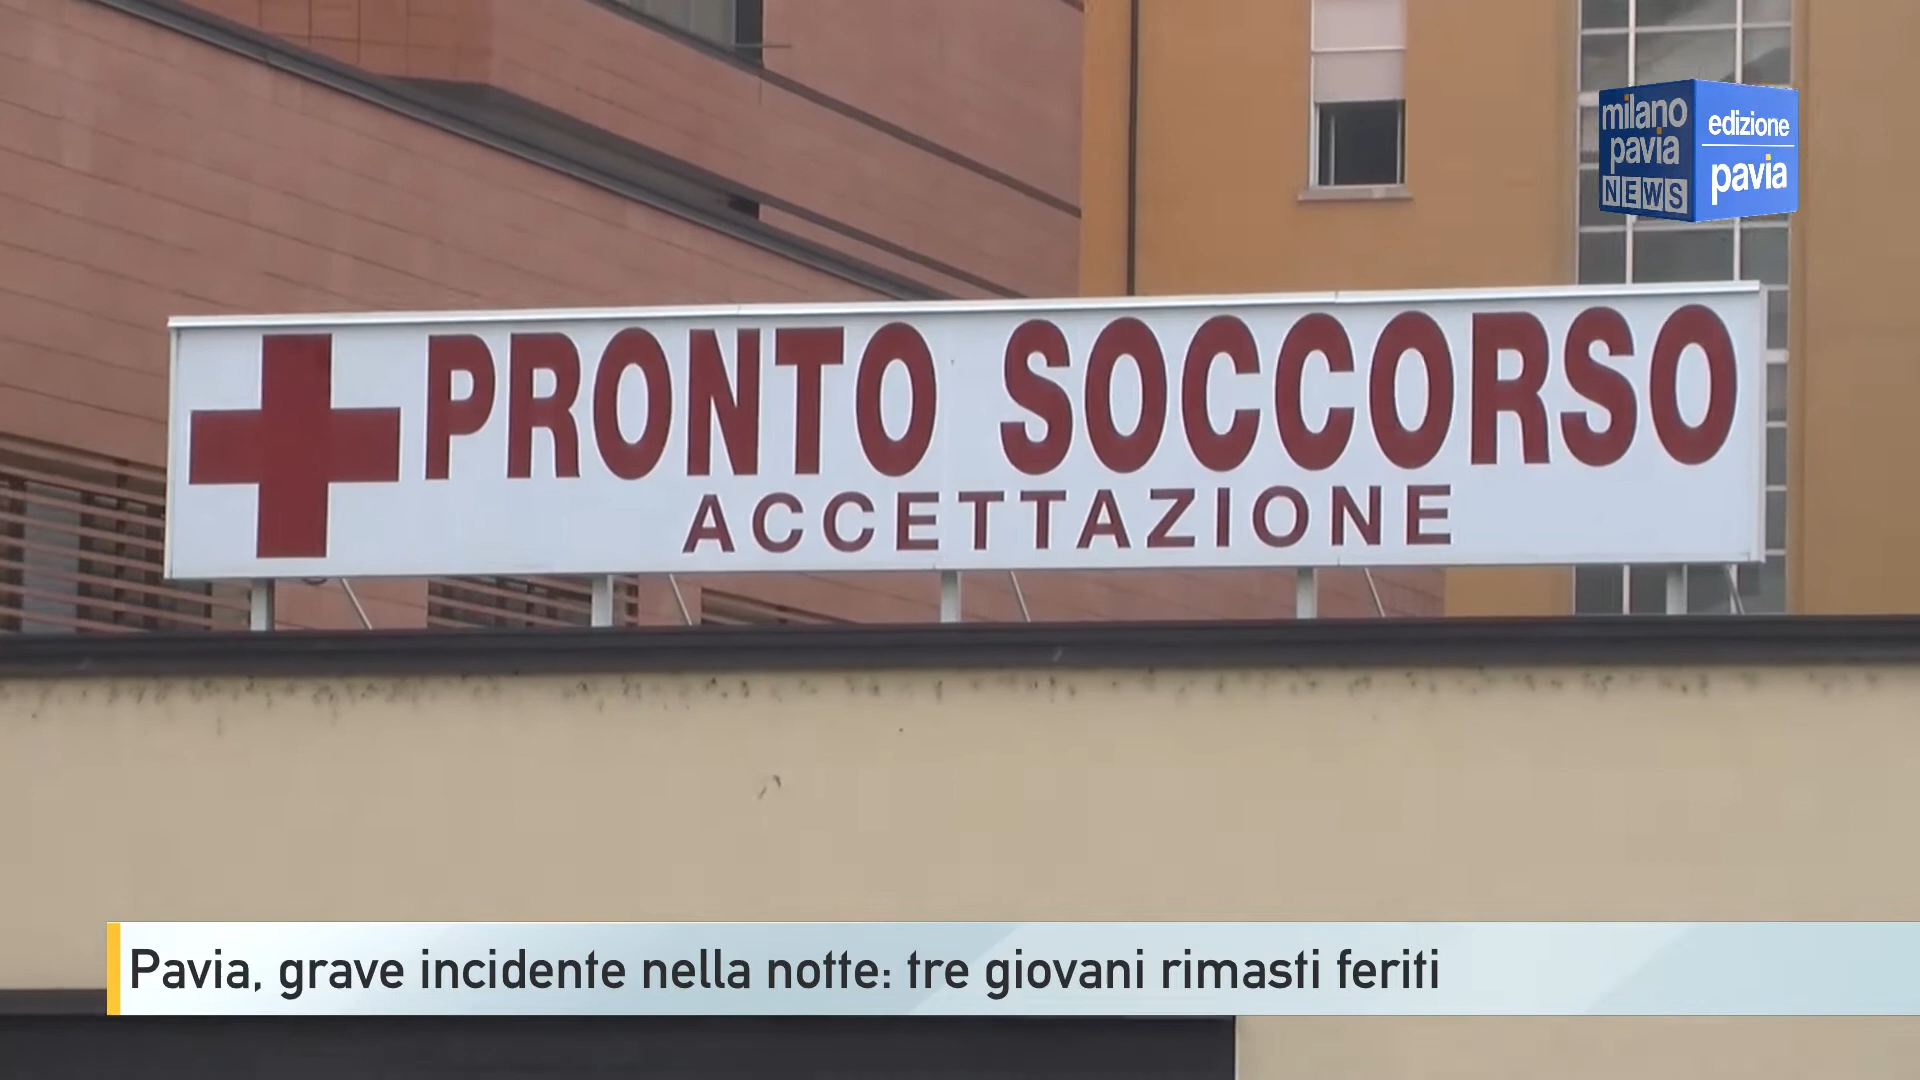 milano
pavia
NEWS
edizione
pavia
PRONTO SOCCORSO
ACCETTAZIONE
Pavia, grave incidente nella notte: tre giovani rimasti feriti